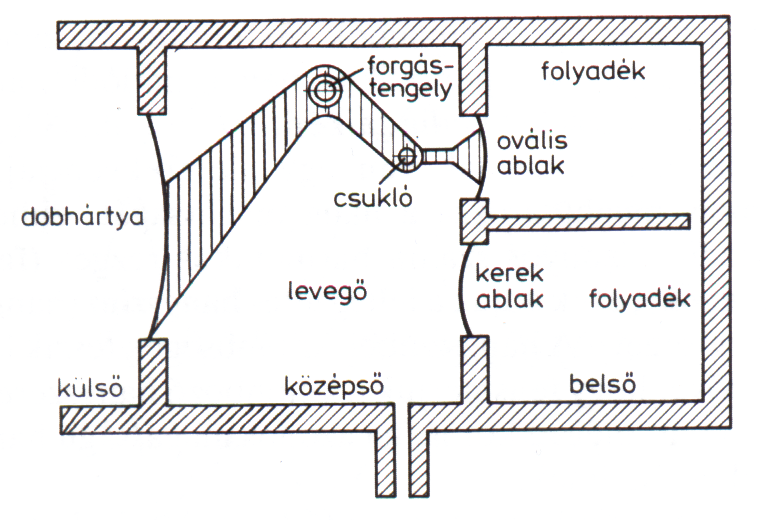 forgás-
tengely
folyadék
ovális
ablak
csukló
dobhártya
levegő
kerek
ablak
folyadék
külső
középső
belső